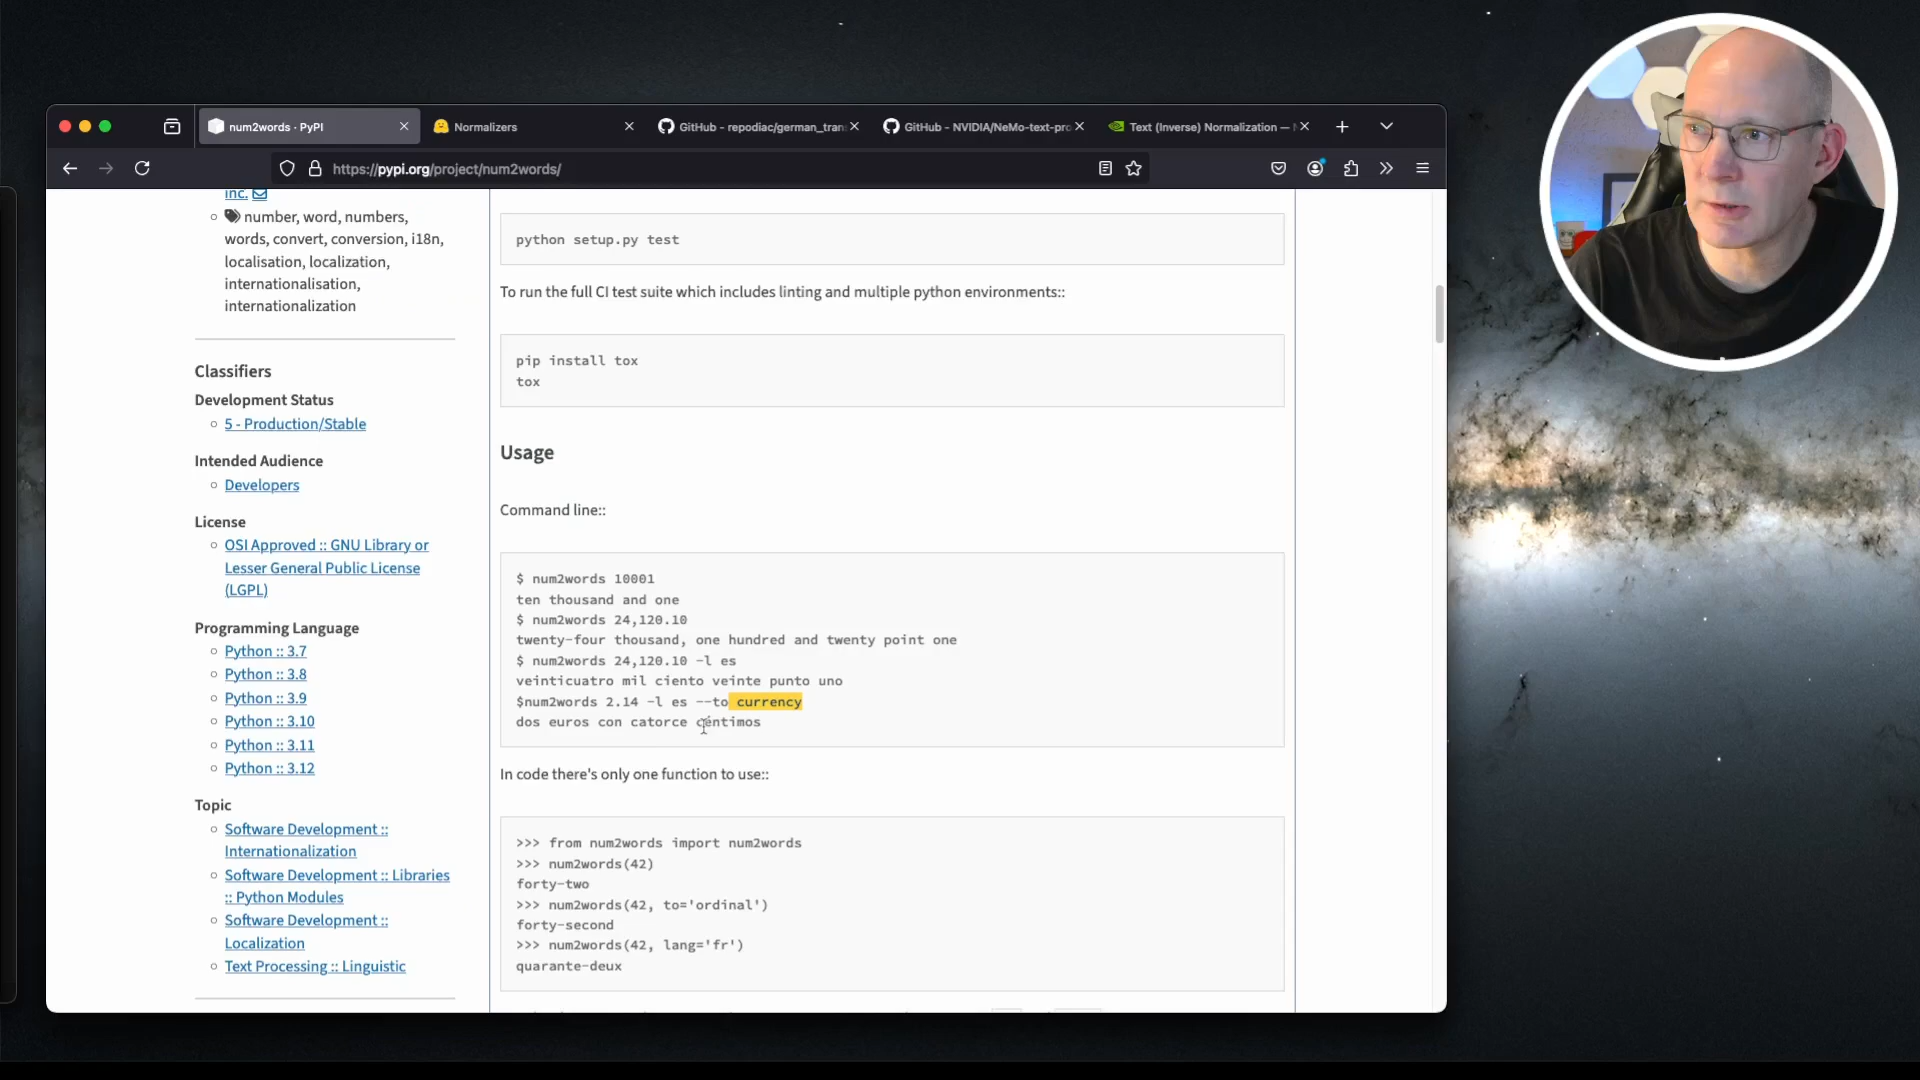 num2words · PyPI
Normalizers
GitHub - repodiac/german_tran
GitHub - NVIDIA/NeMo-text-pro
Text (Inverse) Normalization —
https://pypi.org/project/num2words/
inc.
number, word, numbers,
words, convert, conversion, i18n,
localisation, localization,
internationalisation,
internationalization
Classifiers
Development Status
5 - Production/Stable
Intended Audience
Developers
License
OSI Approved :: GNU Library or
Lesser General Public License
(LGPL)
Programming Language
Python :: 3.7
Python :: 3.8
Python :: 3.9
Python :: 3.10
Python :: 3.11
Python :: 3.12
Topic
Software Development ::
Internationalization
Software Development :: Libraries
:: Python Modules
Software Development ::
Localization
Text Processing :: Linguistic
python setup.py test
To run the full CI test suite which includes linting and multiple python environments::
pip install tox
tox
Usage
Command line::
$ num2words 10001
ten thousand and one
$ num2words 24,120.10
twenty-four thousand, one hundred and twenty point one
$ num2words 24,120.10 -l es
veinticuatro mil ciento veinte punto uno
$num2words 2.14 -l es --to currency
dos euros con catorce céntimos
In code there's only one function to use::
>>> from num2words import num2words
>>> num2words(42)
forty-two
>>> num2words(42, to='ordinal')
forty-second
>>> num2words(42, lang='fr')
quarante-deux